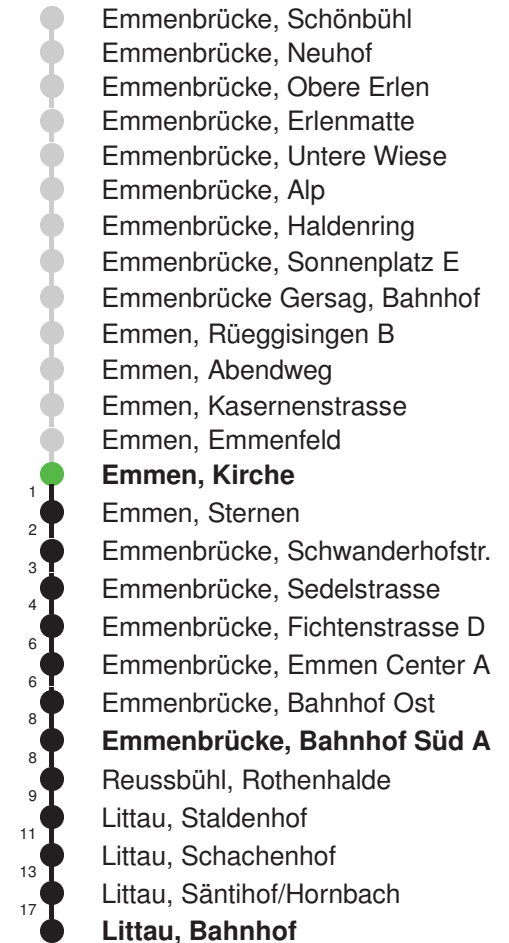 Emmenbrücke, Schönbühl
Emmenbrücke, Neuhof
Emmenbrücke, Obere Erlen
Emmenbrücke, Erlenmatte
Emmenbrücke, Untere Wiese
Emmenbrücke, Alp
Emmenbrücke, Haldenring
Emmenbrücke, Sonnenplatz E
Emmenbrücke Gersag, Bahnhof
Emmen, Rüeggisingen B
Emmen, Abendweg
Emmen, Kasernenstrasse
Emmen, Emmenfeld
Emmen, Kirche
1 Emmen, Sternen
2 Emmenbrücke, Schwanderhofstr.
3 Emmenbrücke, Sedelstrasse
4 Emmenbrücke, Fichtenstrasse D
6 Emmenbrücke, Emmen Center A
6 Emmenbrücke, Bahnhof Ost
8 Emmenbrücke, Bahnhof Süd A
8 Reussbühl, Rothenhalde
9 Littau, Staldenhof
11 Littau, Schachenhof
13 Littau, Säntihof/Hornbach
17 Littau, Bahnhof